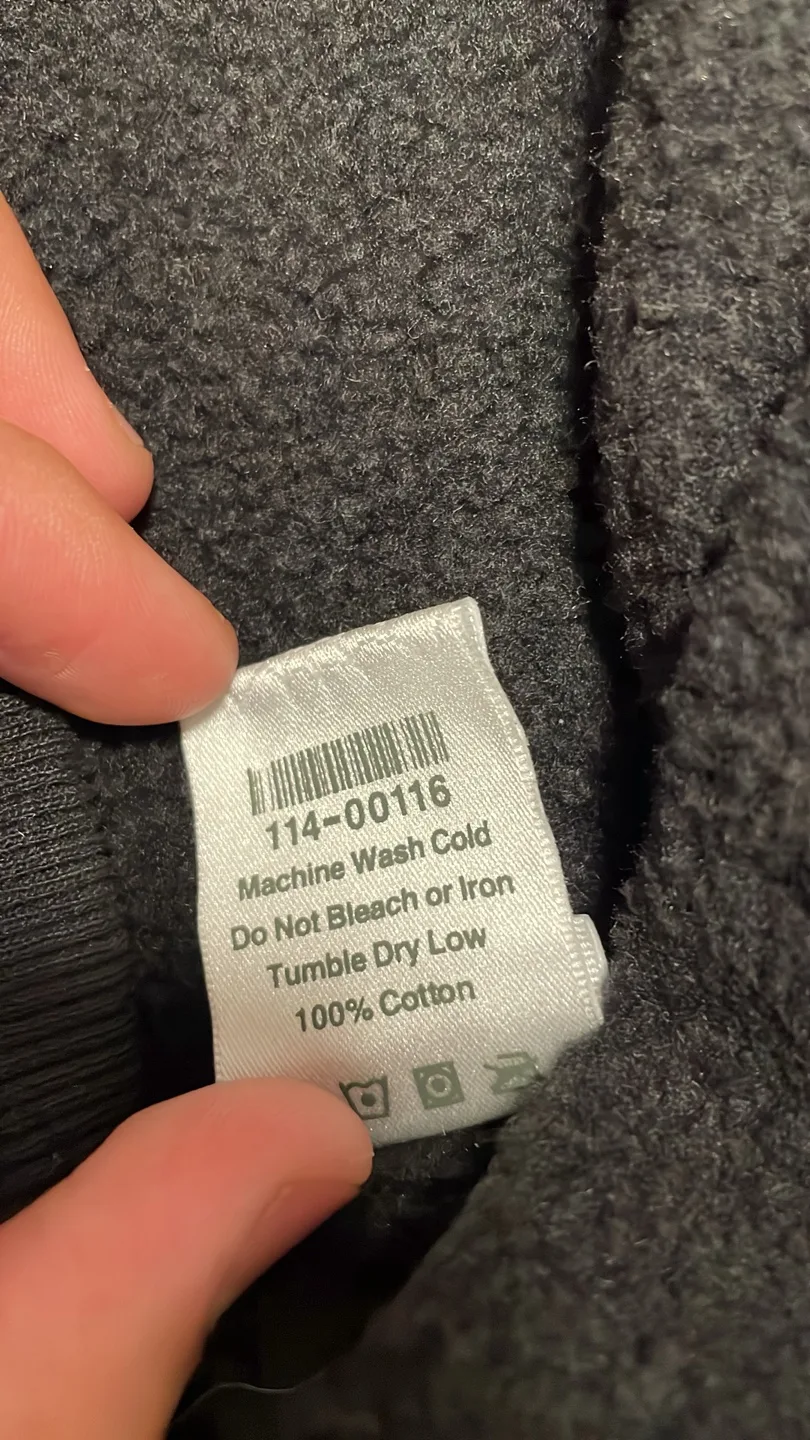 114-00116
Machine Wash Cold
Do Not Bleach or Iron
Tumble Dry Low
100% Cotton